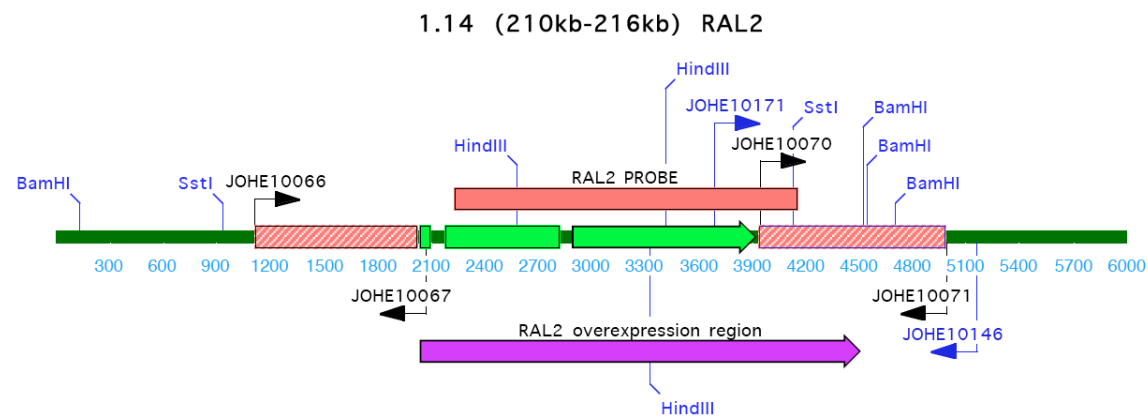 1.14 (210kb-216kb) RAL2
HindIII
JOHE10171
SstI
BamHI
JOHE10070
HindIII
BamHI
RAL2 PROBE
BamHI
SstI
JOHE10066
BamHI
300 600 900 1200 1500 1800 2100 2400 2700 3000 3300 3600 3900 4200 4500 4800 5100 5400 5700 6000
JOHE10067
JOHE10071
RAL2 overexpression region
JOHE10146
HindIII